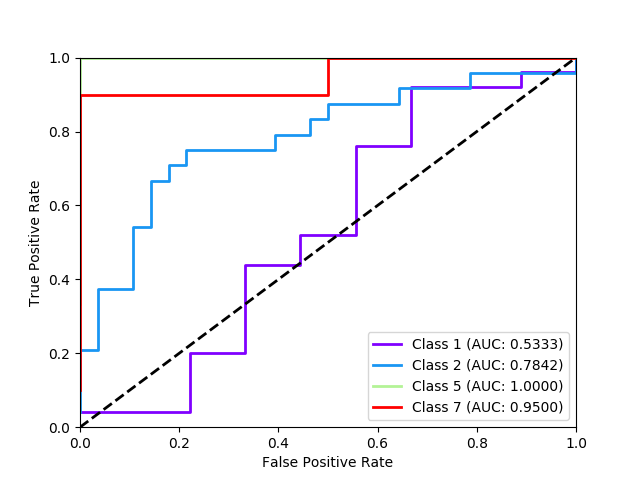 1.0
0.8
0.6
0.4
0.2
0.0
True Positive Rate
Class 1 (AUC: 0.5333)
Class 2 (AUC: 0.7842)
Class 5 (AUC: 1.0000)
Class 7 (AUC: 0.9500)
0.0 0.2 0.4 0.6 0.8 1.0
False Positive Rate